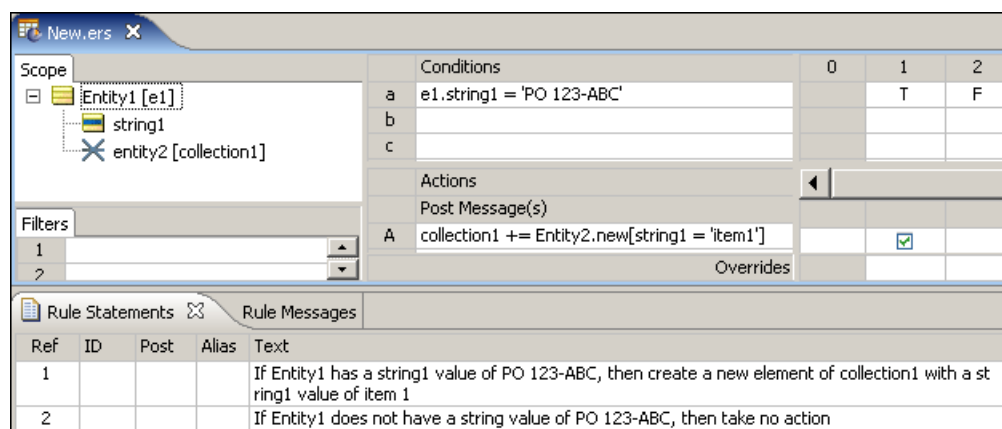 New.ers
Scope
Entity1 [e1]
string1
entity2 [collection1]
Filters
1
2
Conditions 0 1 2
a e1.string1 = 'PO 123-ABC' T F
b
c
Actions
Post Message(s)
A collection1 += Entity2.new[string1 = 'item1']
Overrides
Rule Statements Rule Messages
Ref ID Post Alias Text
1 If Entity1 has a string1 value of PO 123-ABC, then create a new element of collection1 with a st
ring1 value of item 1
2 If Entity1 does not have a string value of PO 123-ABC, then take no action